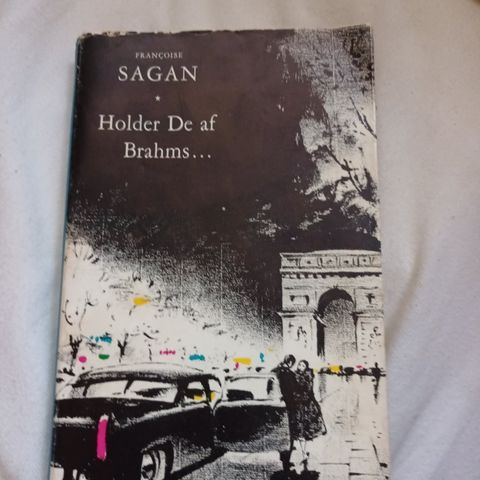 FRANÇOISE
SAGAN
*
Holder De af
Brahms...